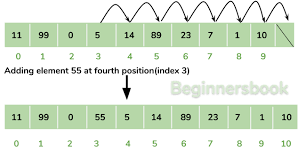 11 99 0 5 14 89 23 7 1 10
0 1 2 3 4 5 6 7 8 9
Adding element 55 at fourth position(index 3)
Beginnersbook
11 99 0 55 5 14 89 23 7 1 10
0 1 2 3 4 5 6 7 8 9 10